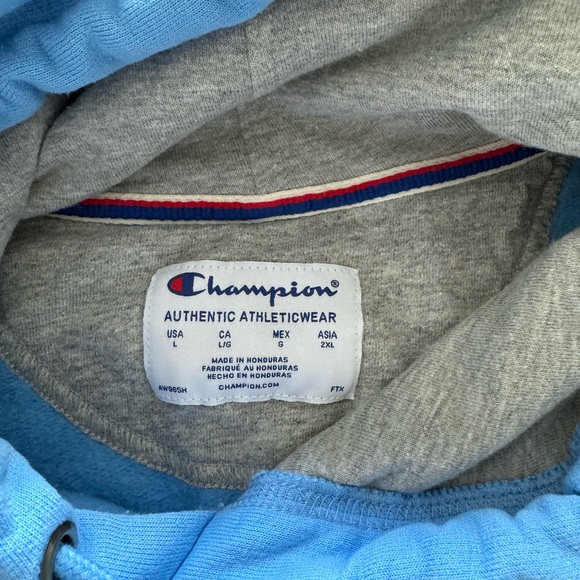 Champion®
AUTHENTIC ATHLETICWEAR
USA CA MEX ASIA
L L/G G 2XL
MADE IN HONDURAS
FABRIQUÉ AU HONDURAS
HECHO EN HONDURAS
#W965H CHAMPION.COM FTX